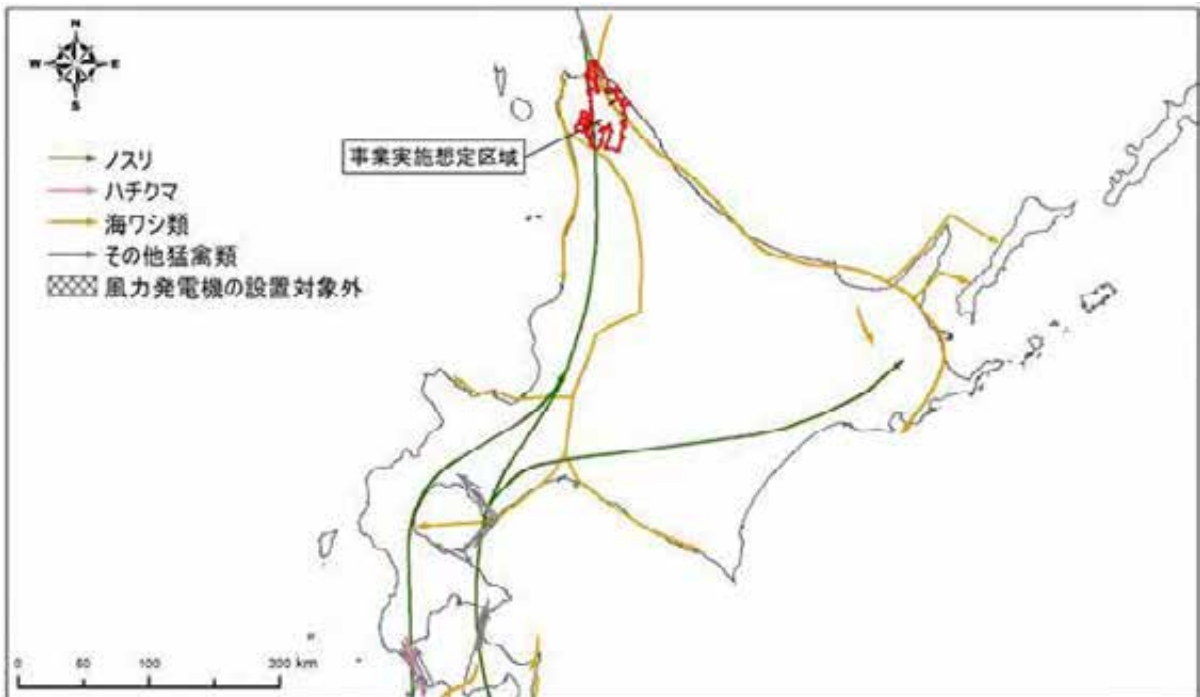 N
W
E
S
ノスリ
ハチクマ
海ワシ類
その他猛禽類
風力発電機の設置対象外
事業実施想定区域
0 50 100 200 km